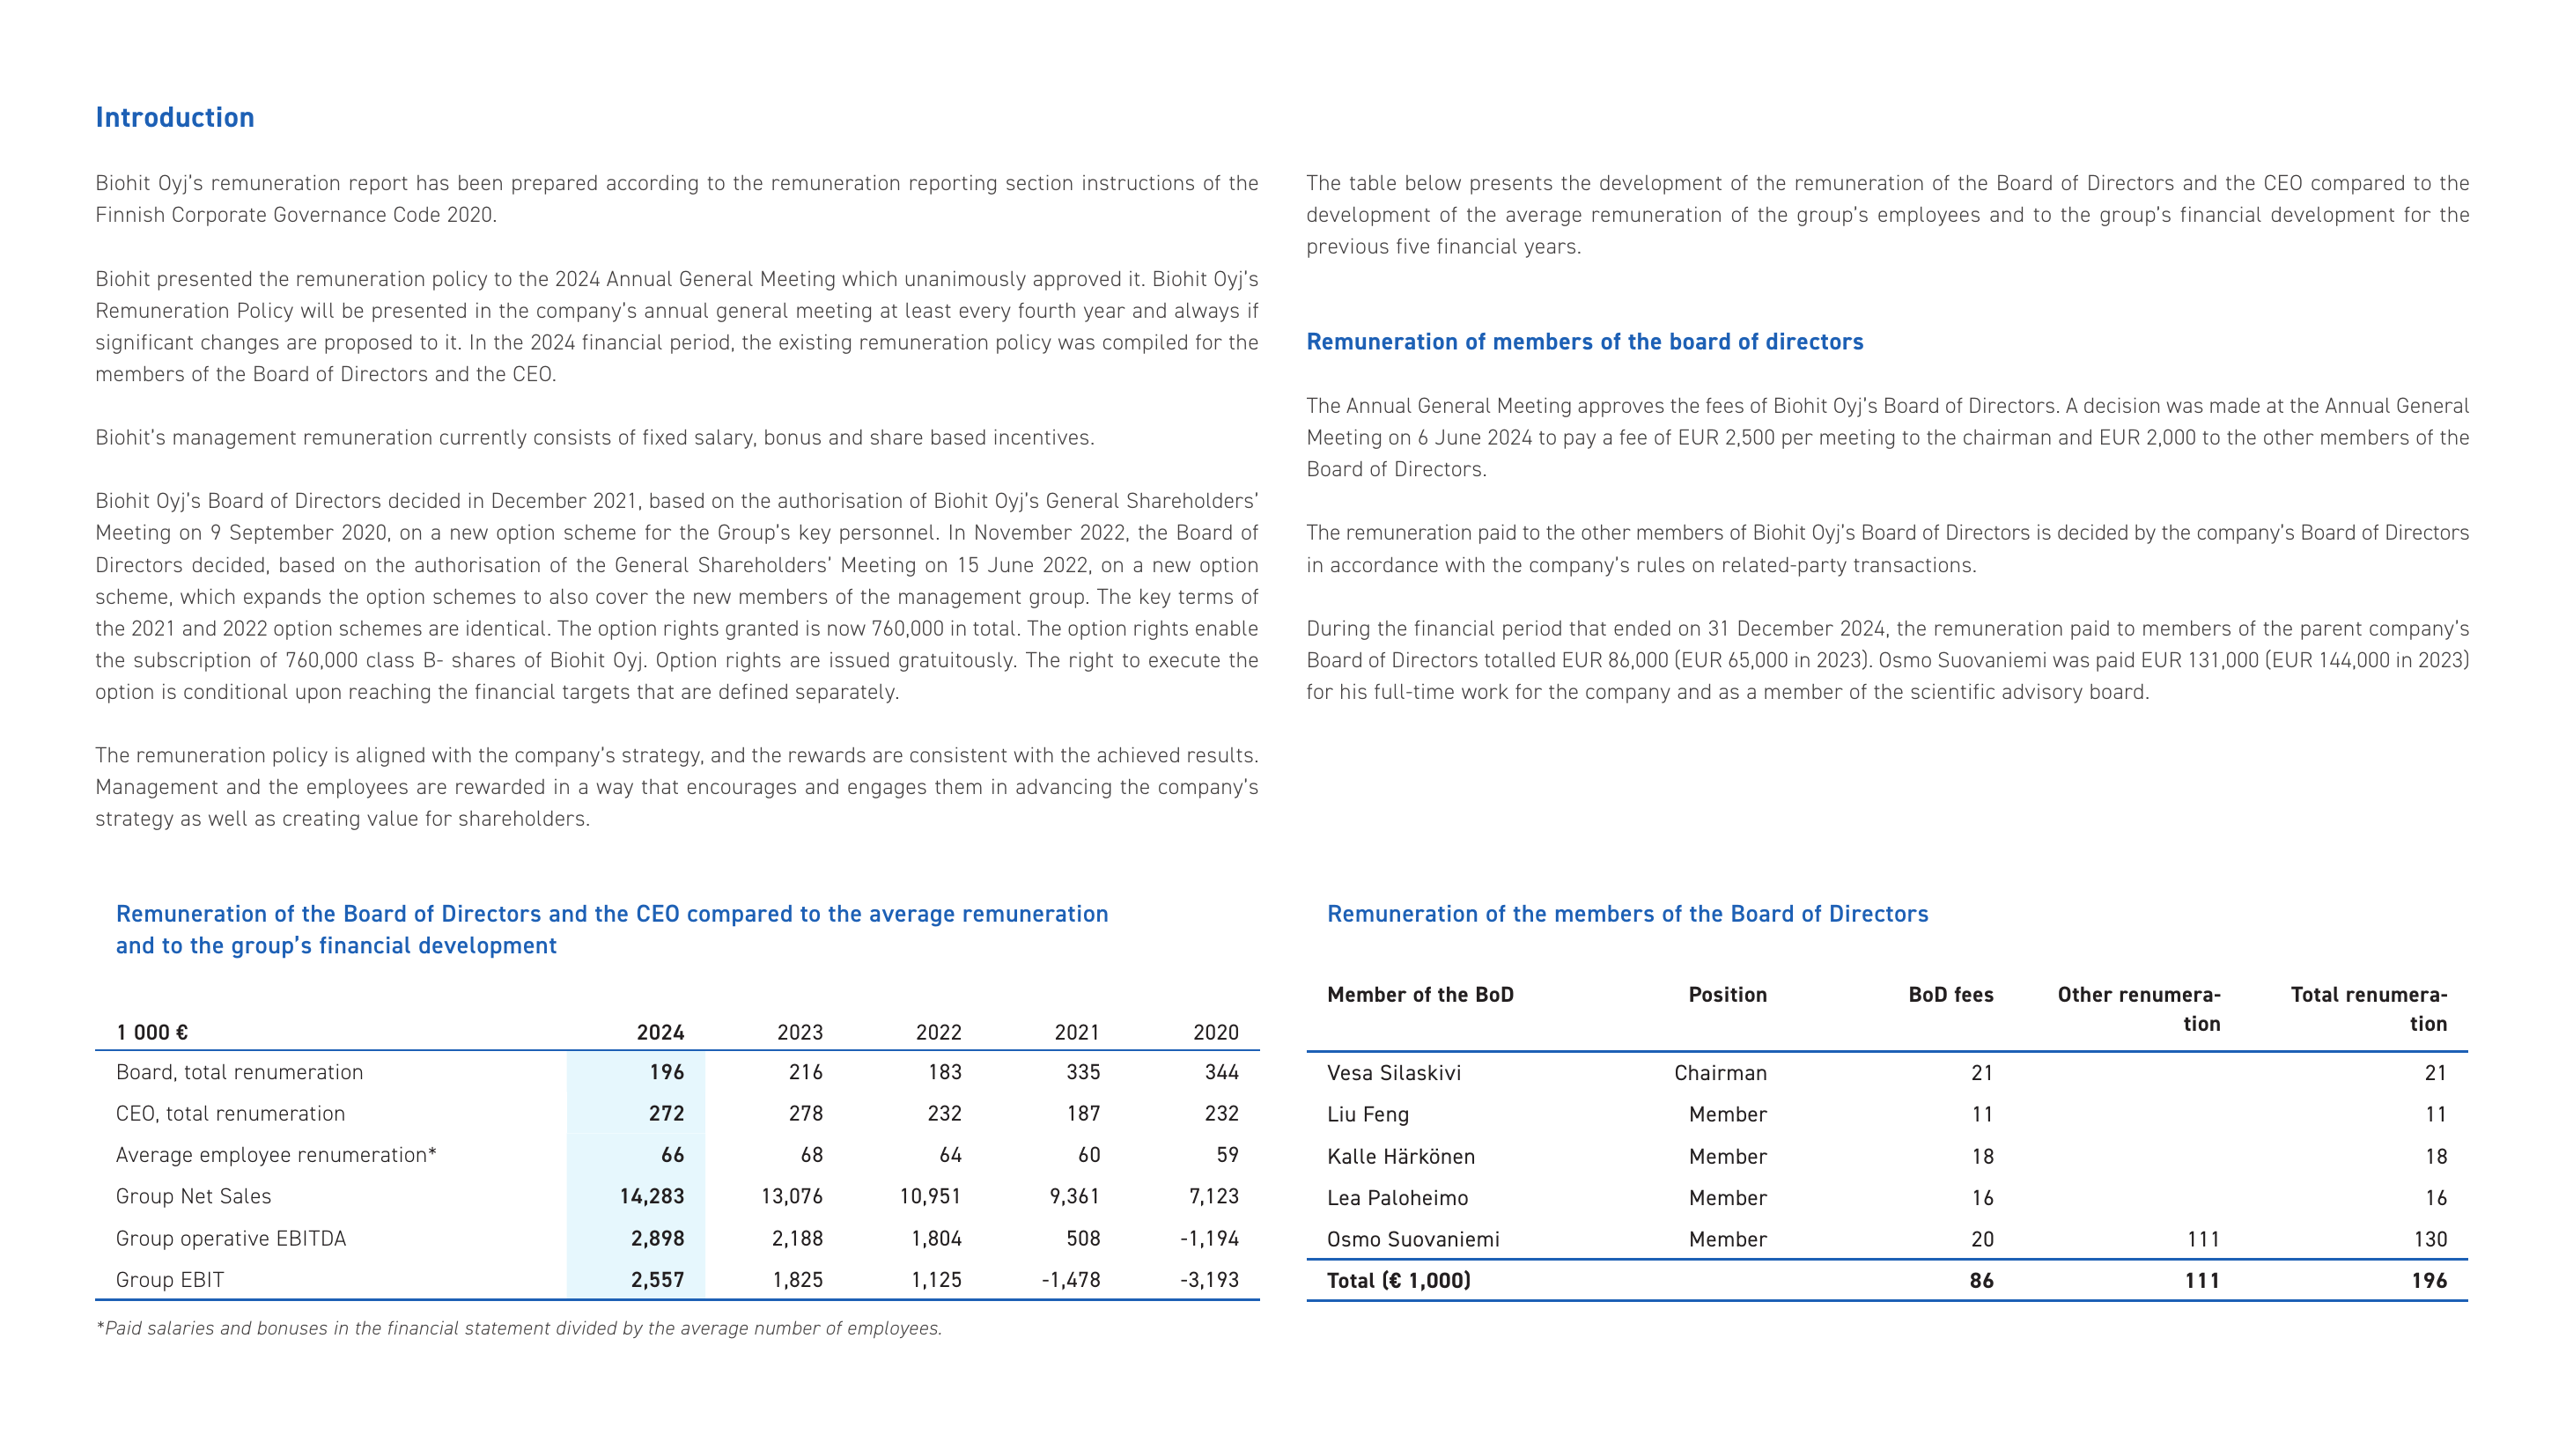 Introduction
Biohit Oyj’s remuneration report has been prepared according to the remuneration reporting section instructions of the
Finnish Corporate Governance Code 2020.
Biohit presented the remuneration policy to the 2024 Annual General Meeting which unanimously approved it. Biohit Oyj’s
Remuneration Policy will be presented in the company’s annual general meeting at least every fourth year and always if
significant changes are proposed to it. In the 2024 financial period, the existing remuneration policy was compiled for the
members of the Board of Directors and the CEO.
Biohit’s management remuneration currently consists of fixed salary, bonus and share based incentives.
Biohit Oyj’s Board of Directors decided in December 2021, based on the authorisation of Biohit Oyj’s General Shareholders’
Meeting on 9 September 2020, on a new option scheme for the Group’s key personnel. In November 2022, the Board of
Directors decided, based on the authorisation of the General Shareholders’ Meeting on 15 June 2022, on a new option
scheme, which expands the option schemes to also cover the new members of the management group. The key terms of
the 2021 and 2022 option schemes are identical. The option rights granted is now 760,000 in total. The option rights enable
the subscription of 760,000 class B- shares of Biohit Oyj. Option rights are issued gratuitously. The right to execute the
option is conditional upon reaching the financial targets that are defined separately.
The remuneration policy is aligned with the company’s strategy, and the rewards are consistent with the achieved results.
Management and the employees are rewarded in a way that encourages and engages them in advancing the company’s
strategy as well as creating value for shareholders.
The table below presents the development of the remuneration of the Board of Directors and the CEO compared to the
development of the average remuneration of the group’s employees and to the group’s financial development for the
previous five financial years.
Remuneration of members of the board of directors
The Annual General Meeting approves the fees of Biohit Oyj’s Board of Directors. A decision was made at the Annual General
Meeting on 6 June 2024 to pay a fee of EUR 2,500 per meeting to the chairman and EUR 2,000 to the other members of the
Board of Directors.
The remuneration paid to the other members of Biohit Oyj’s Board of Directors is decided by the company’s Board of Directors
in accordance with the company’s rules on related-party transactions.
During the financial period that ended on 31 December 2024, the remuneration paid to members of the parent company’s
Board of Directors totalled EUR 86,000 (EUR 65,000 in 2023). Osmo Suovaniemi was paid EUR 131,000 (EUR 144,000 in 2023)
for his full-time work for the company and as a member of the scientific advisory board.
Remuneration of the Board of Directors and the CEO compared to the average remuneration
and to the group’s financial development
1 000 € 2024 2023 2022 2021 2020
Board, total renumeration 196 216 183 335 344
CEO, total renumeration 272 278 232 187 232
Average employee renumeration* 66 68 64 60 59
Group Net Sales 14,283 13,076 10,951 9,361 7,123
Group operative EBITDA 2,898 2,188 1,804 508 -1,194
Group EBIT 2,557 1,825 1,125 -1,478 -3,193
*Paid salaries and bonuses in the financial statement divided by the average number of employees.
Remuneration of the members of the Board of Directors
Member of the BoD Position BoD fees Other renumera- Total renumera-
tion tion
Vesa Silaskivi Chairman 21 21
Liu Feng Member 11 11
Kalle Härkönen Member 18 18
Lea Paloheimo Member 16 16
Osmo Suovaniemi Member 20 111 130
Total (€ 1,000) 86 111 196